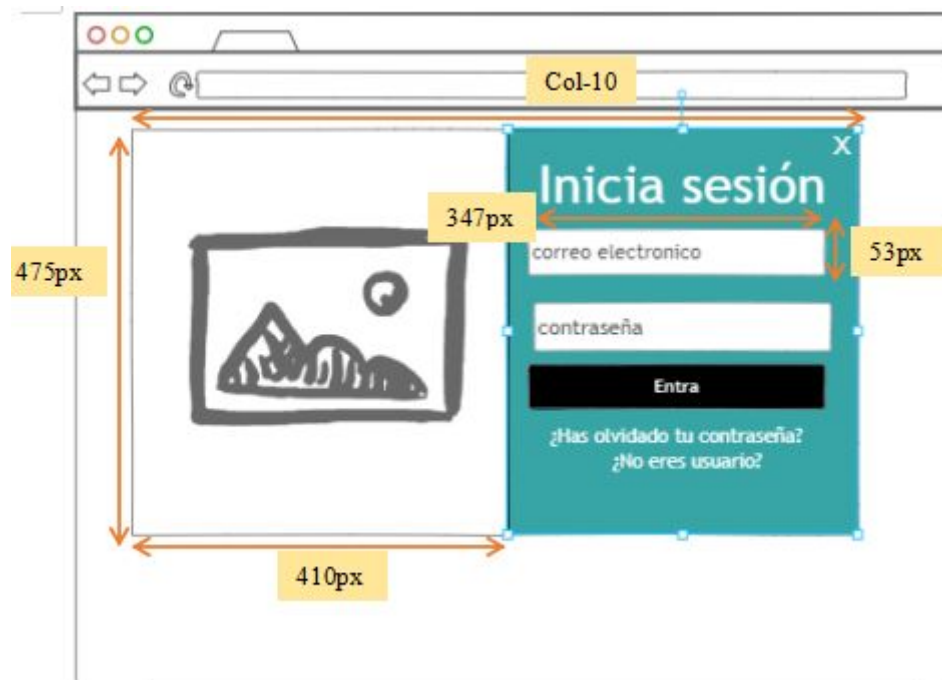 Col-10
X
Inicia sesión
347px
correo electronico
53px
475px
contraseña
Entra
¿Has olvidado tu contraseña?
¿No eres usuario?
410px